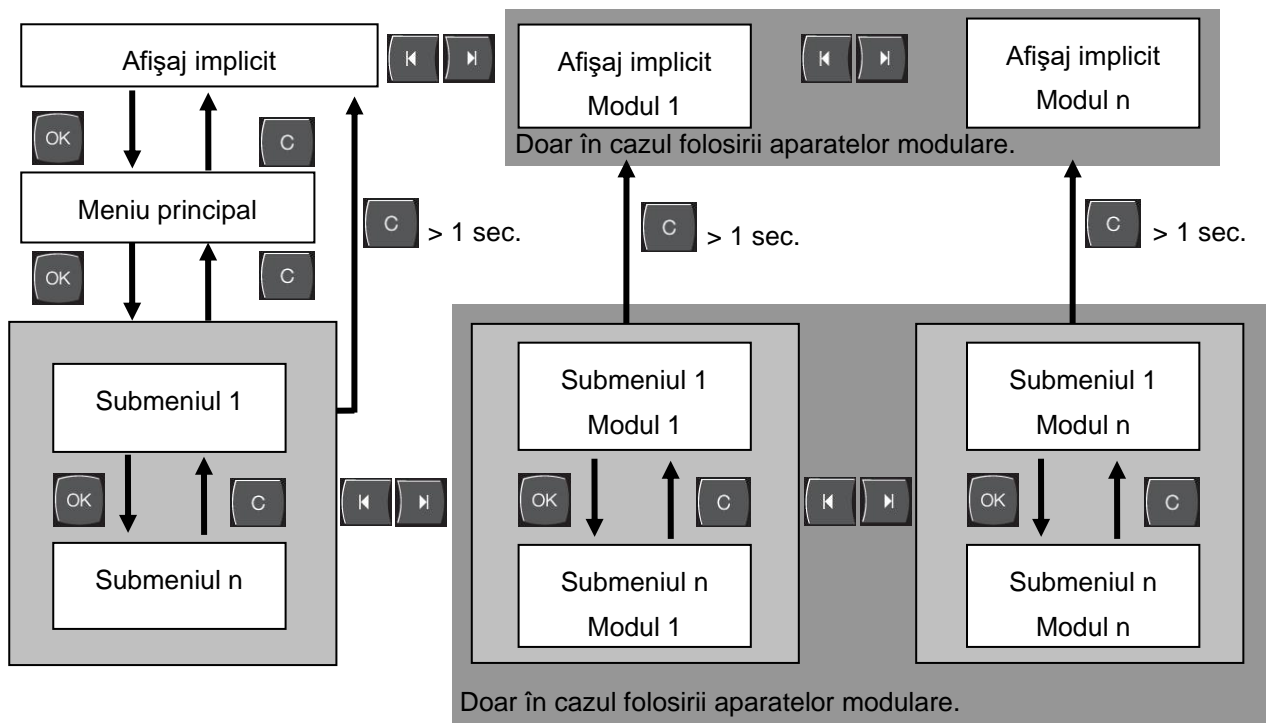 Afişaj implicit
Afişaj implicit
Modul 1
Afişaj implicit
Modul n
Doar în cazul folosirii aparatelor modulare.
OK
C
Meniu principal
C > 1 sec.
C > 1 sec.
C > 1 sec.
OK
C
Submeniul 1
OK
C
Submeniul n
Submeniul 1
Modul 1
OK
C
Submeniul n
Modul 1
Submeniul 1
Modul n
OK
C
Submeniul n
Modul n
Doar în cazul folosirii aparatelor modulare.